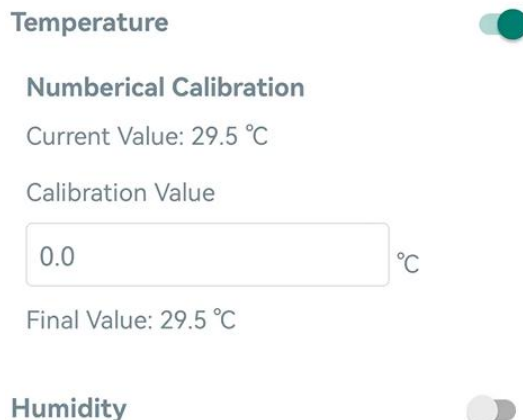 Temperature
Numberical Calibration
Current Value: 29.5 ℃
Calibration Value
0.0 ℃
Final Value: 29.5 ℃
Humidity